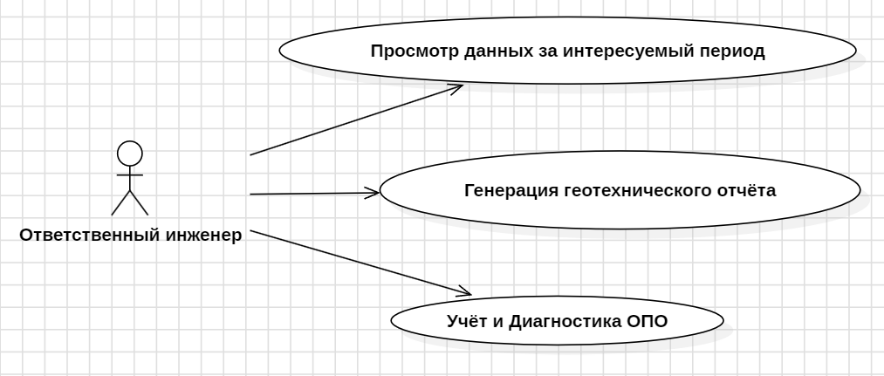 Просмотр данных за интересуемый период
Генерация геотехнического отчёта
Ответственный инженер
Учёт и Диагностика ОПО